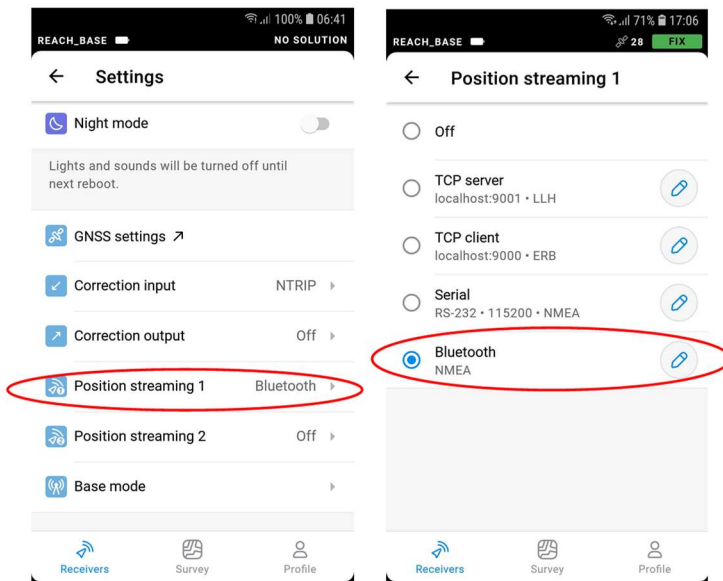 100% 06:41
REACH_BASE NO SOLUTION
Settings
Night mode
Lights and sounds will be turned off until
next reboot.
GNSS settings
Correction input NTRIP
Correction output Off
Position streaming 1 Bluetooth
Position streaming 2 Off
Base mode
Receivers Survey Profile
71% 17:06
REACH_BASE 28 FIX
Position streaming 1
Off
TCP server
localhost:9001 • LLH
TCP client
localhost:9000 • ERB
Serial
RS-232 • 115200 • NMEA
Bluetooth
NMEA
Receivers Survey Profile